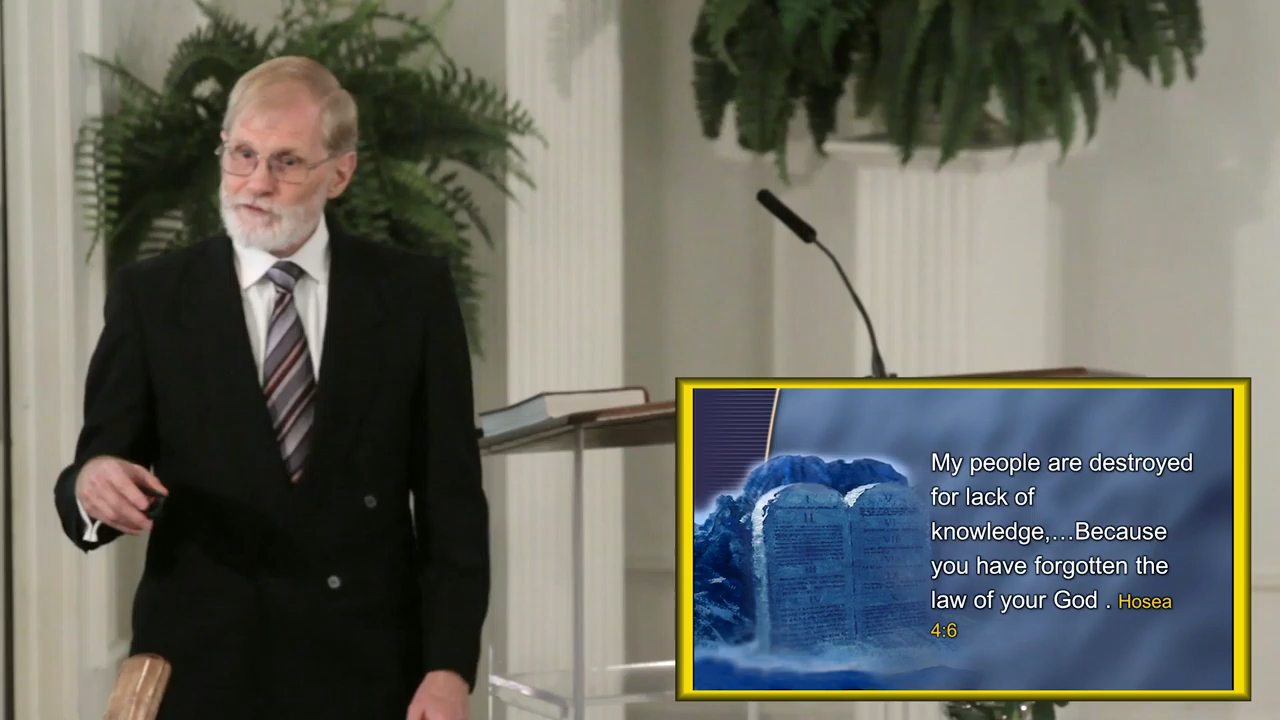 My people are destroyed
for lack of
knowledge,…Because
you have forgotten the
law of your God . Hosea
4:6